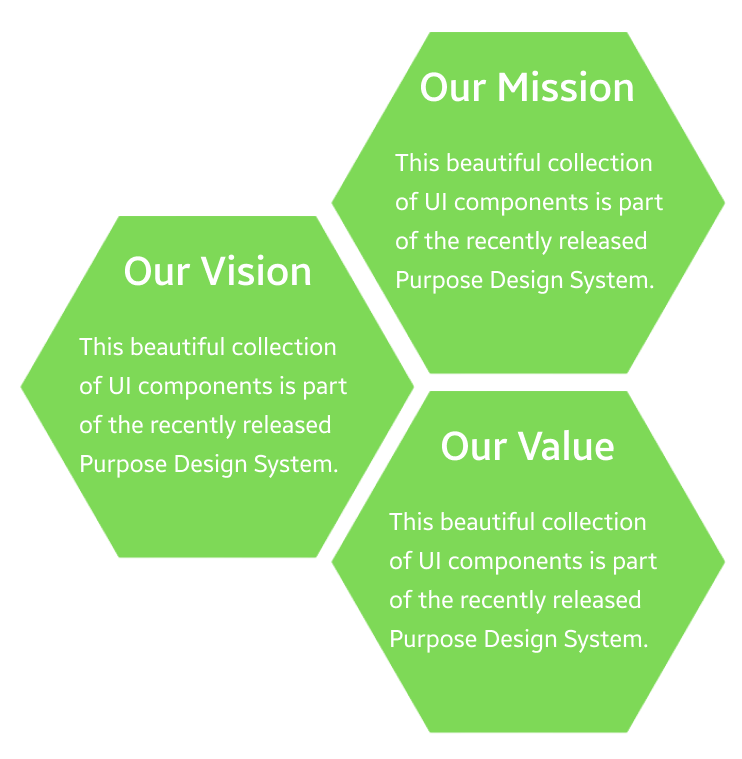 Our Mission
This beautiful collection
of UI components is part
of the recently released
Purpose Design System.
Our Vision
This beautiful collection
of UI components is part
of the recently released
Purpose Design System.
Our Value
This beautiful collection
of UI components is part
of the recently released
Purpose Design System.